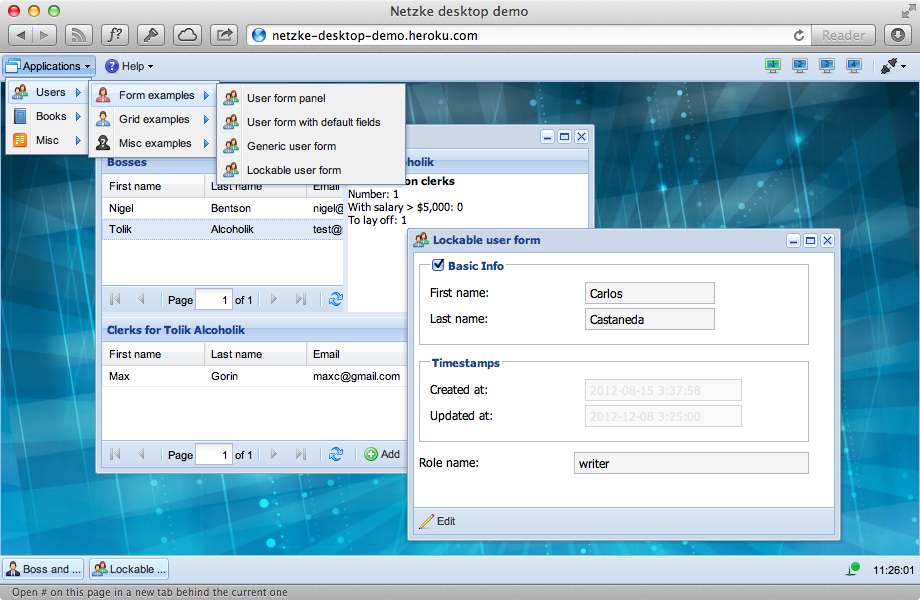 Netzke desktop demo
f?
netzke-desktop-demo.heroku.com
Reader
Applications
Help
1
2
3
4
Users
Books
Misc
Form examples
Grid examples
Misc examples
User form panel
User form with default fields
Generic user form
Lockable user form
Bosses
First name
Last name
Email
Nigel
Bentson
nigel@
Tolik
Alcoholik
test@
Page 1 of 1
oholik
on clerks
Number: 1
With salary > $5,000: 0
To lay off: 1
Clerks for Tolik Alcoholik
First name
Last name
Email
Max
Gorin
maxc@gmail.com
Page 1 of 1
Add
Lockable user form
Basic Info
First name: Carlos
Last name: Castaneda
Timestamps
Created at: 2012-08-15 3:37:58
Updated at: 2012-12-08 3:25:00
Role name: writer
Edit
Boss and ...
Lockable ...
11:26:01
Open # on this page in a new tab behind the current one